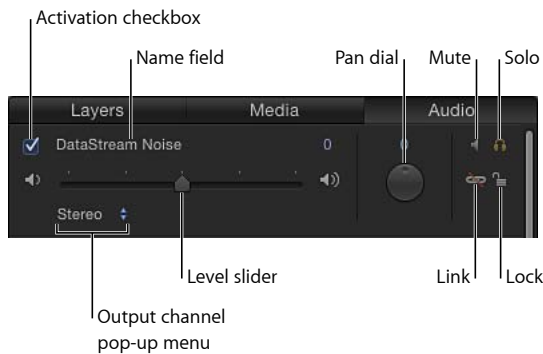 Activation checkbox
Name field
Pan dial
Mute
Solo
Layers
Media
Audio
DataStream Noise
0
0
Stereo
Level slider
Link
Lock
Output channel
pop-up menu